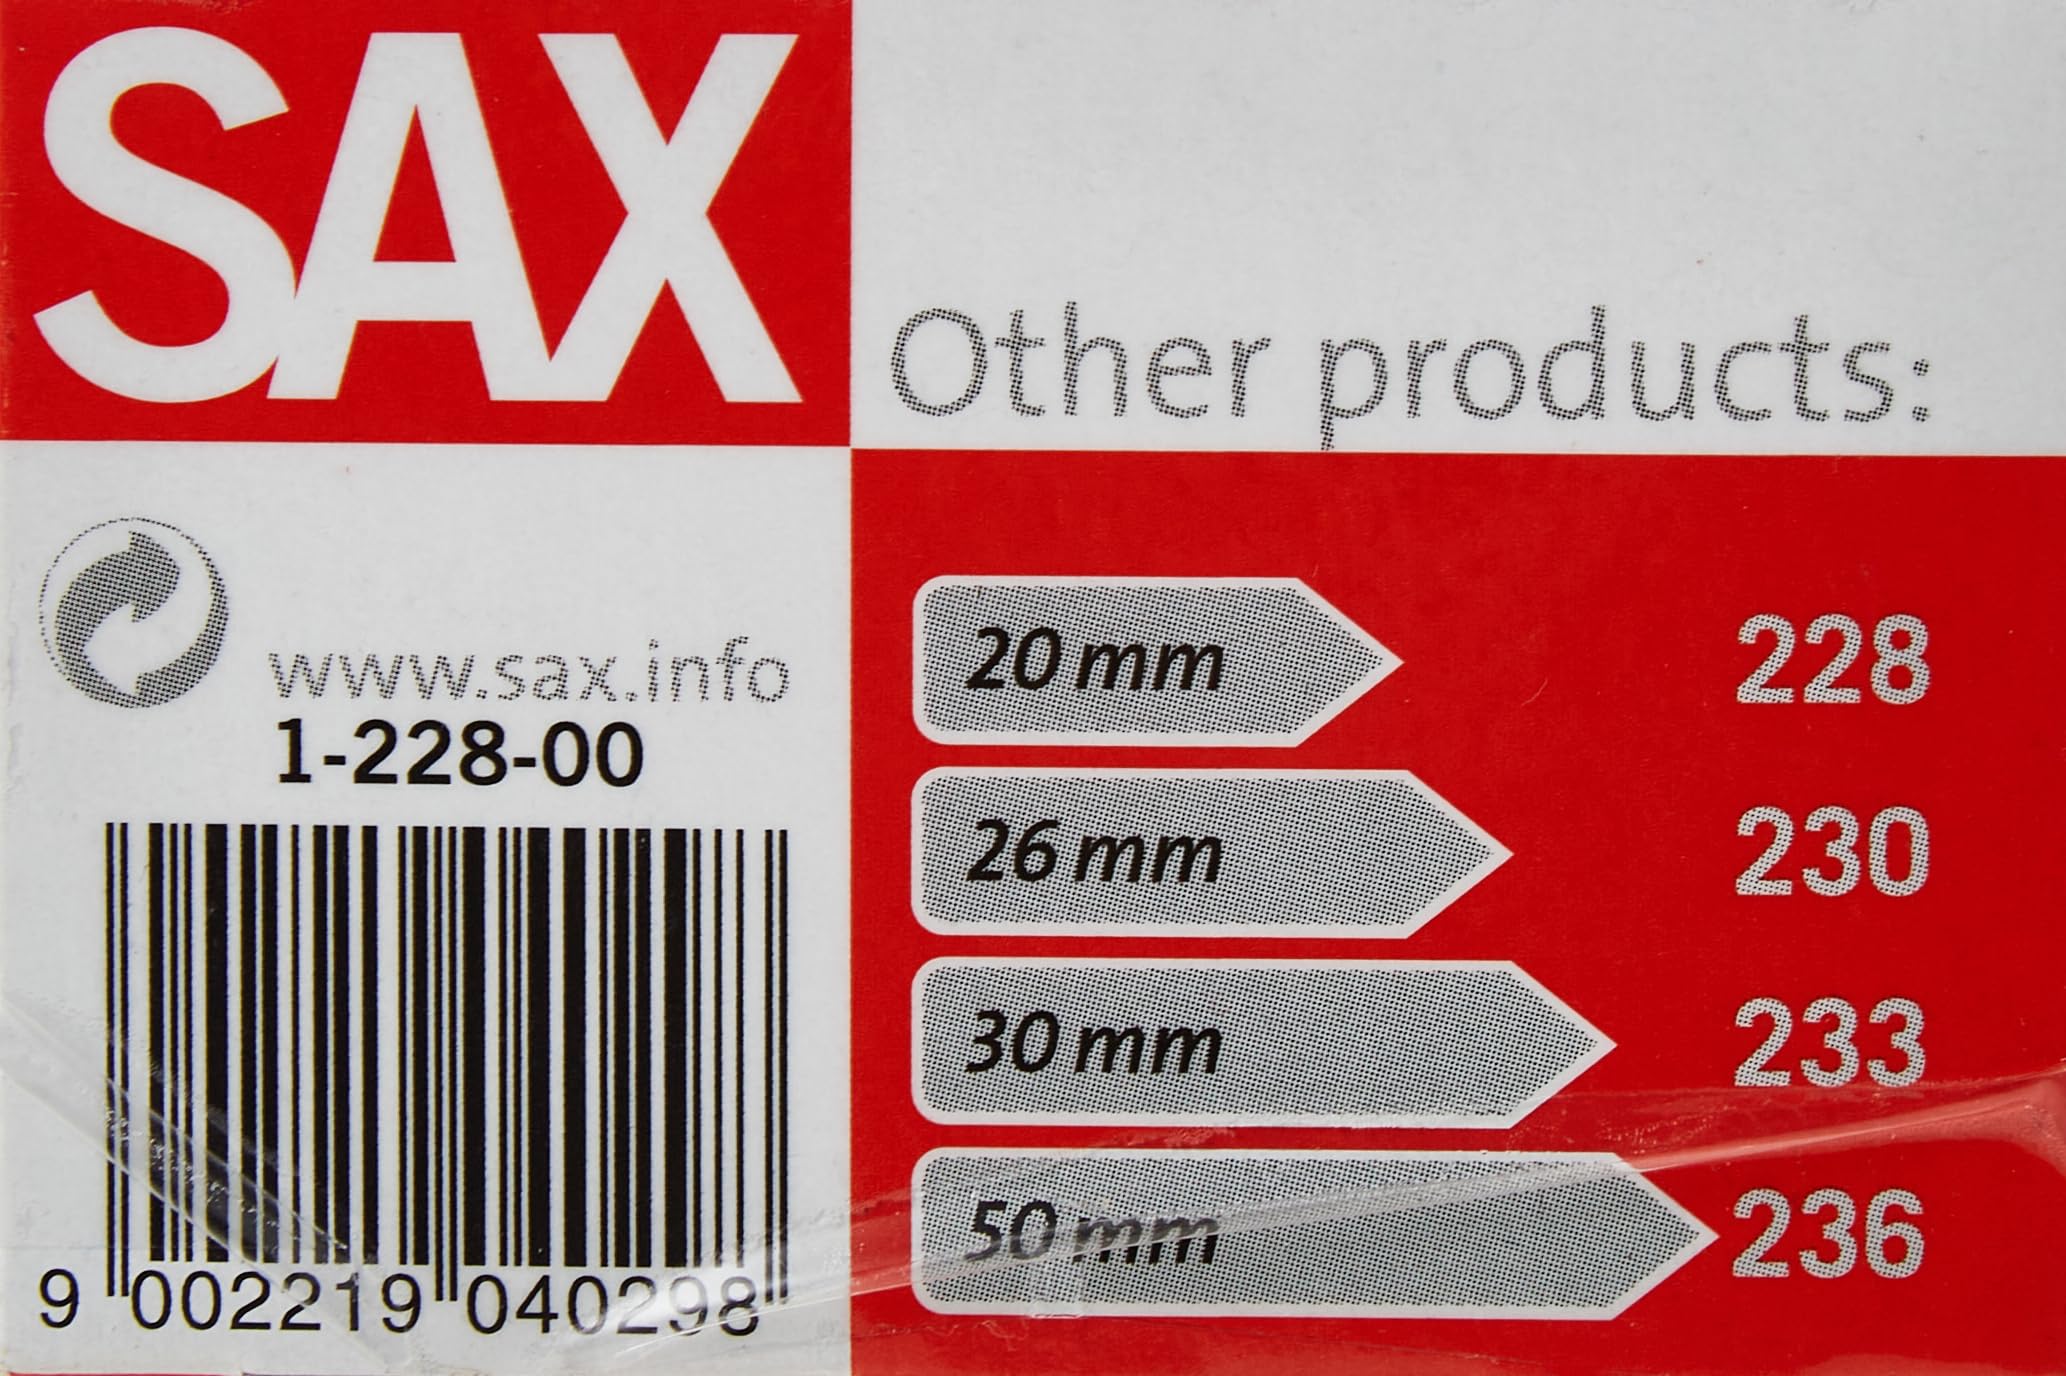 SAX
Other products:
www.sax.info
1-228-00
9 002219 040298
20 mm 228
26 mm 230
30 mm 233
50 mm 236